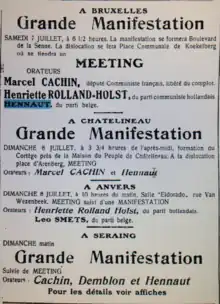 A BRUXELLES
Grande Manifestation
SAMEDI 7 JUILLET, à 6 1/2 heures. La manifestation se formera Boulevard
de la Senne. La dislocation se fera Place Communale de Koekelberg
où se tiendra un
MEETING
ORATEURS
Marcel CACHIN, député communiste français, libéré du complot.
Henriette ROLLAND-HOLST, du parti communiste hollandais
HENNAUT, du parti belge.
A CHATELINEAU
Grande Manifestation
DIMANCHE 8 JUILLET, à 3 3/4 heures de l'après-midi, formation du
Cortège près de la Maison du Peuple du Châtelineau. A la dislocation
place d'Arenberg, MEETING
Orateurs: Marcel CACHIN et Hennaut
A ANVERS
DIMANCHE 8 JUILLET, à 10 heures du matin, Salle "Eldorado", rue Van
Wezenbeek. MEETING suivi d'une MANIFESTATION
Orateurs: Henriette Rolland Holst, du parti hollandais.
Leo SMETS, du parti belge.
A SERAING
DIMANCHE matin
Grande Manifestation
Suivie de MEETING
Orateurs: Cachin, Demblon et Hennaut
Pour les détails voir affiches